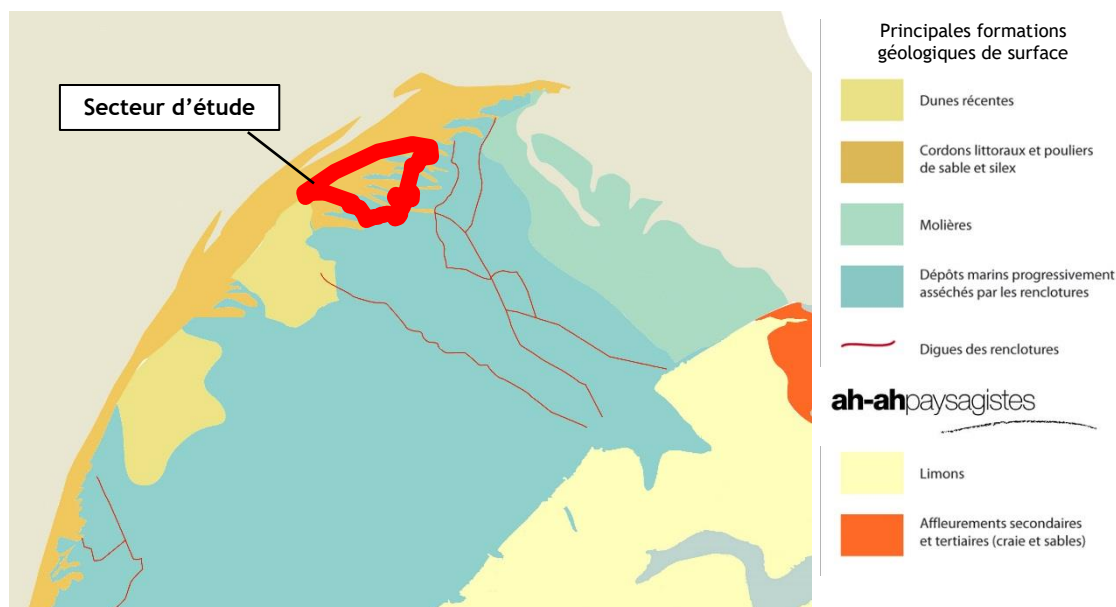 Secteur d'étude
Principales formations
géologiques de surface
Dunes récentes
Cordons littoraux et pouliers
de sable et silex
Molières
Dépôts marins progressivement
asséchés par les renclotures
Digues des renclotures
ah-ahpaysagistes
Limons
Affleurements secondaires
et tertiaires (craie et sables)